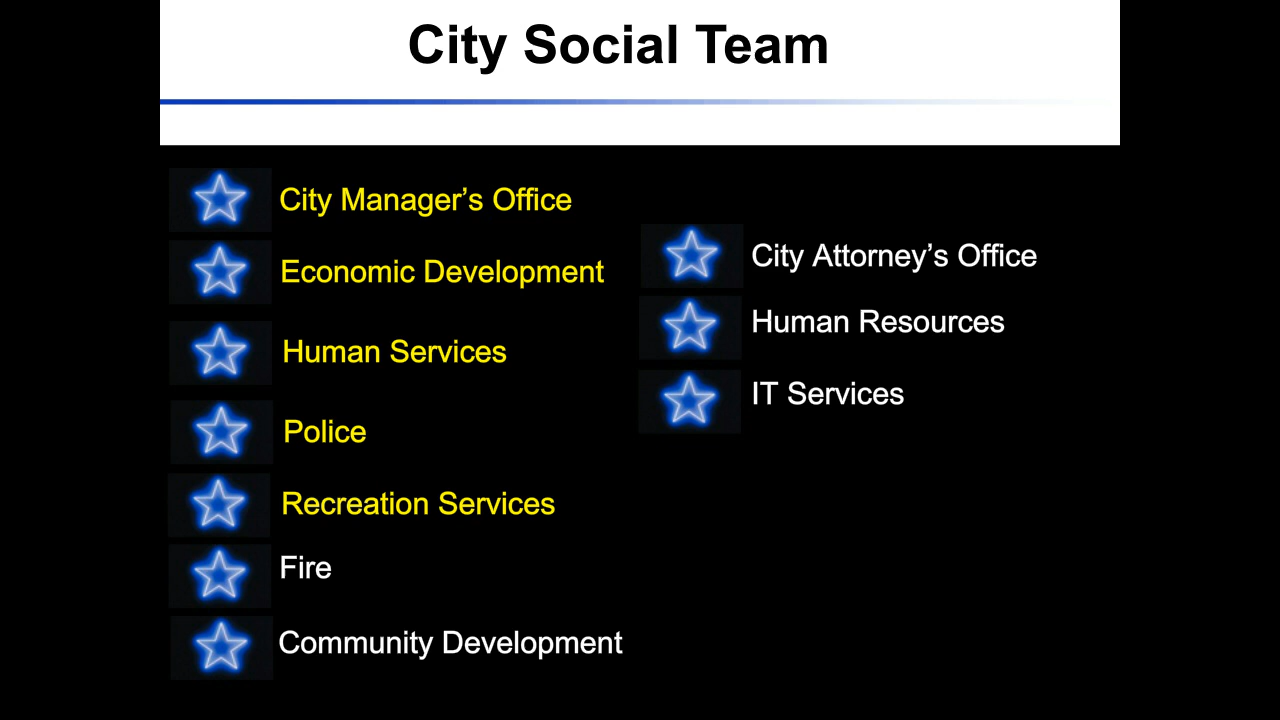 City Social Team
City Manager’s Office
Economic Development
Human Services
Police
Recreation Services
Fire
Community Development
City Attorney’s Office
Human Resources
IT Services